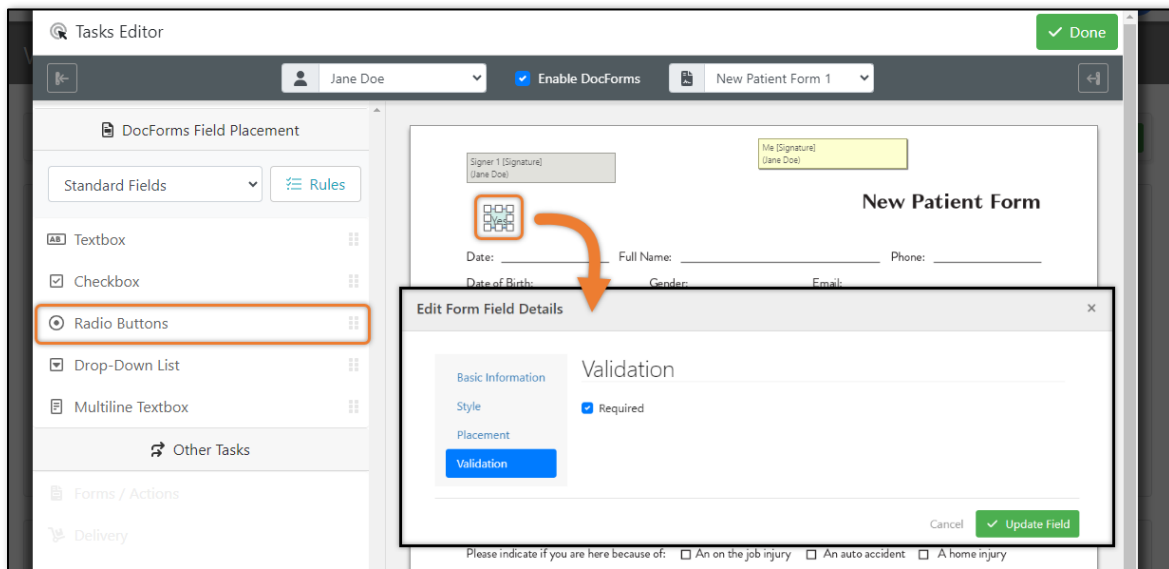 Tasks Editor
Done
Jane Doe
Enable DocForms
New Patient Form 1
DocForms Field Placement
Standard Fields
Rules
AB Textbox
Checkbox
Radio Buttons
Drop-Down List
Multiline Textbox
Other Tasks
Forms / Actions
Delivery
Signer 1 [Signature]
(Jane Doe)
Me [Signature]
(Jane Doe)
Yes
New Patient Form
Date: Full Name: Phone:
Date of Birth: Gender: Email:
Edit Form Field Details ×
Basic Information
Style
Placement
Validation
Validation
Required
Cancel
Update Field
Please indicate if you are here because of: An on the job injury An auto accident A home injury